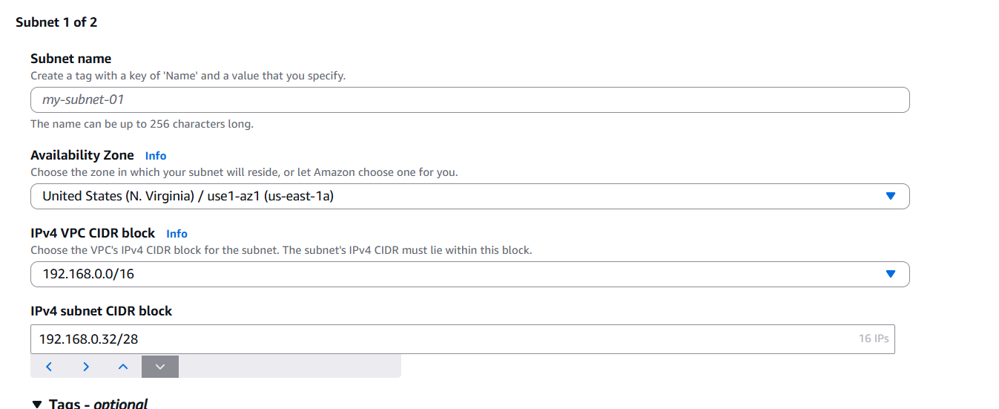 Subnet 1 of 2
Subnet name
Create a tag with a key of 'Name' and a value that you specify.
my-subnet-01
The name can be up to 256 characters long.
Availability Zone Info
Choose the zone in which your subnet will reside, or let Amazon choose one for you.
United States (N. Virginia) / use1-az1 (us-east-1a)
IPv4 VPC CIDR block Info
Choose the VPC's IPv4 CIDR block for the subnet. The subnet's IPv4 CIDR must lie within this block.
192.168.0.0/16
IPv4 subnet CIDR block
192.168.0.32/28 16 IPs
Tags - optional